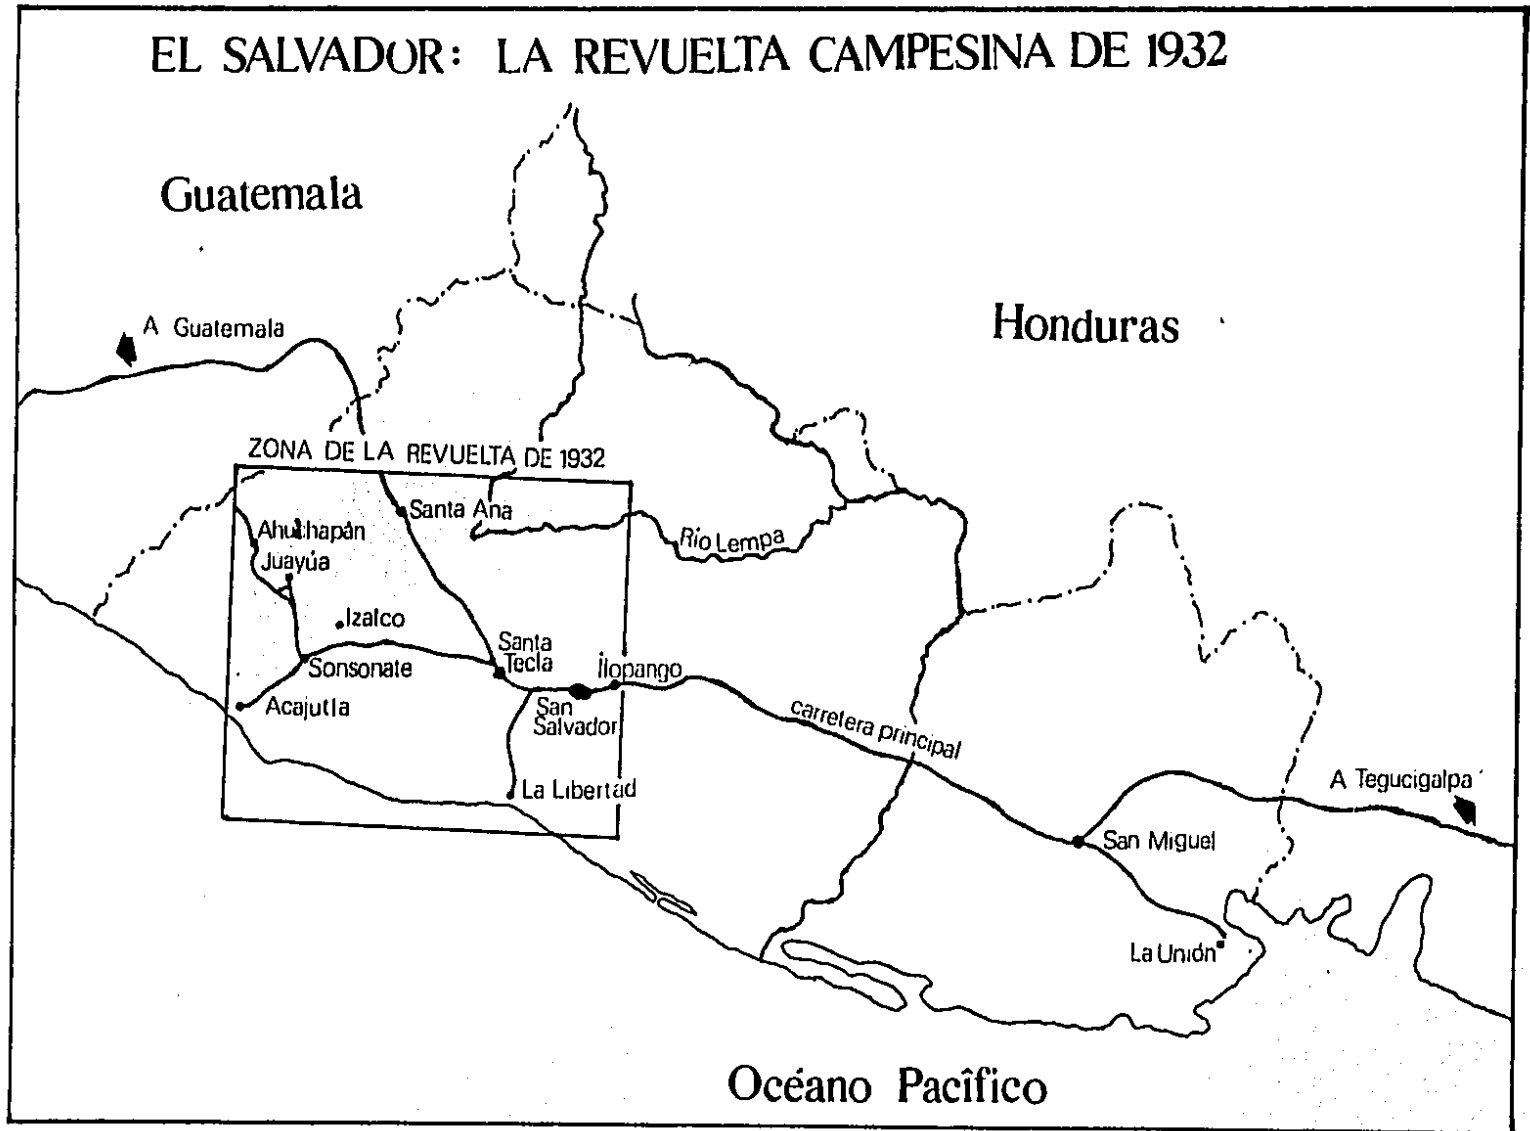 EL SALVADOR: LA REVUELTA CAMPESINA DE 1932
Guatemala
Honduras
A Guatemala
ZONA DE LA REVUELTA DE 1932
Santa Ana
Ahuachapán
Juayúa
Río Lempa
Izalco
Santa
Tecla
Ilopango
Sonsonate
Acajutla
San
Salvador
carretera principal
La Libertad
A Tegucigalpa
San Miguel
La Unión
Océano Pacífico